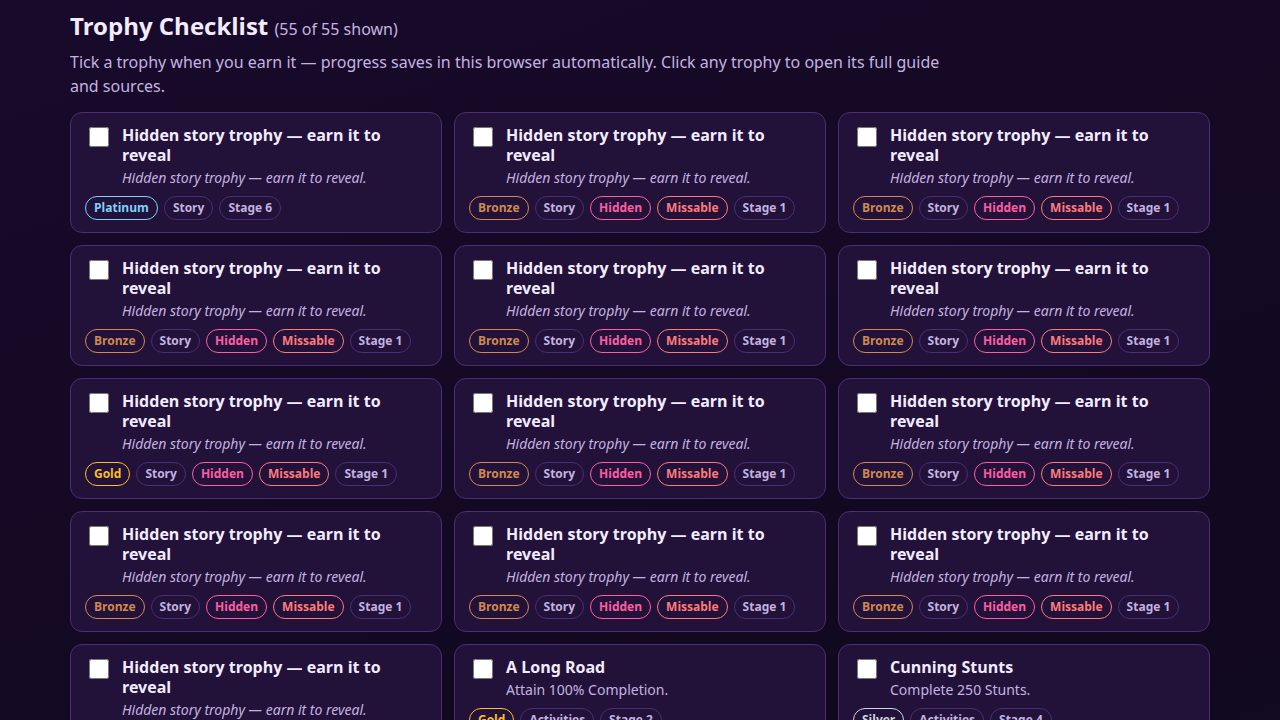 Trophy Checklist (55 of 55 shown)
Tick a trophy when you earn it — progress saves in this browser automatically. Click any trophy to open its full guide
and sources.
Hidden story trophy — earn it to
reveal
HIdden story trophy — earn it to reveal.
Platinum Story Stage 6
Hidden story trophy — earn it to
reveal
HIdden story trophy — earn it to reveal.
Bronze Story Hidden Missable Stage 1
Hidden story trophy — earn it to
reveal
HIdden story trophy — earn it to reveal.
Bronze Story Hidden Missable Stage 1
Hidden story trophy — earn it to
reveal
HIdden story trophy — earn it to reveal.
Bronze Story Hidden Missable Stage 1
Hidden story trophy — earn it to
reveal
HIdden story trophy — earn it to reveal.
Bronze Story Hidden Missable Stage 1
Hidden story trophy — earn it to
reveal
HIdden story trophy — earn it to reveal.
Bronze Story Hidden Missable Stage 1
Hidden story trophy — earn it to
reveal
HIdden story trophy — earn it to reveal.
Gold Story Hidden Missable Stage 1
Hidden story trophy — earn it to
reveal
HIdden story trophy — earn it to reveal.
Bronze Story Hidden Missable Stage 1
Hidden story trophy — earn it to
reveal
HIdden story trophy — earn it to reveal.
Bronze Story Hidden Missable Stage 1
Hidden story trophy — earn it to
reveal
HIdden story trophy — earn it to reveal.
Bronze Story Hidden Missable Stage 1
Hidden story trophy — earn it to
reveal
HIdden story trophy — earn it to reveal.
Bronze Story Hidden Missable Stage 1
Hidden story trophy — earn it to
reveal
HIdden story trophy — earn it to reveal.
Bronze Story Hidden Missable Stage 1
Hidden story trophy — earn it to
reveal
HIdden story trophy — earn it to reveal.
A Long Road
Attain 100% Completion.
Gold Activities Stage 2
Cunning Stunts
Complete 250 Stunts.
Silver Activities Stage 4